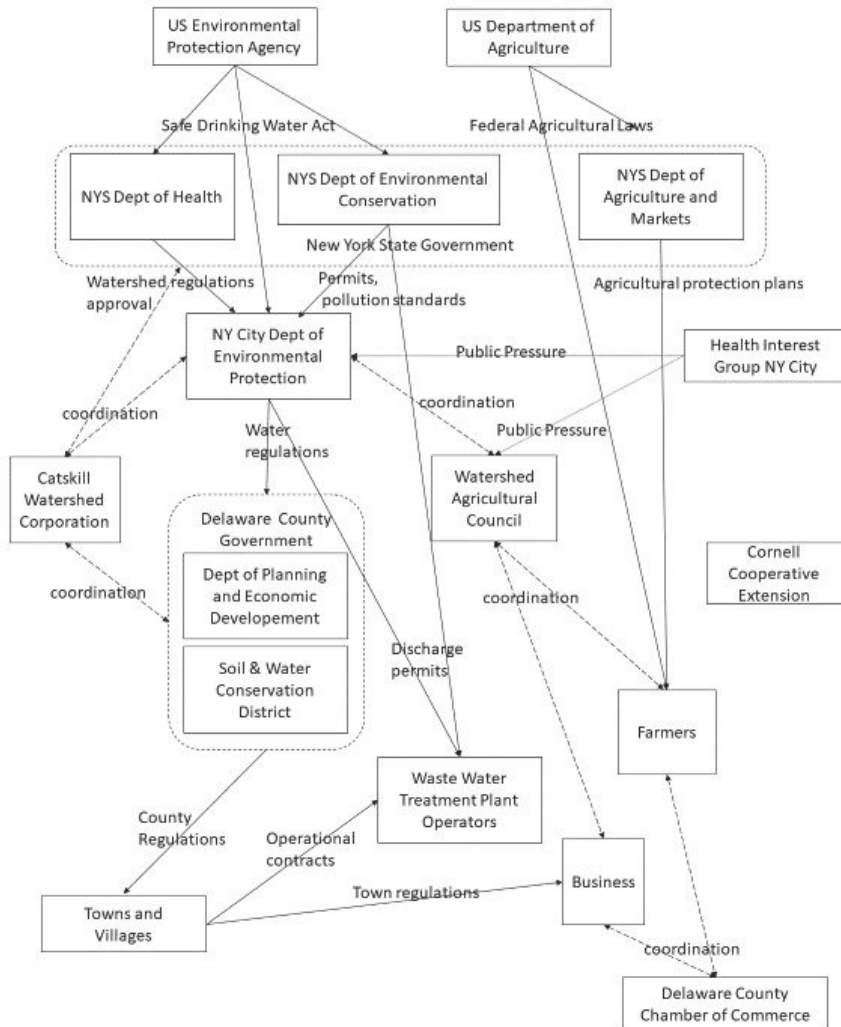 US Environmental
Protection Agency
US Department of
Agriculture
Safe Drinking Water Act
Federal Agricultural Laws
NYS Dept of Health
NYS Dept of Environmental
Conservation
NYS Dept of
Agriculture and
Markets
New York State Government
Watershed regulations
approval
Permits,
pollution standards
Agricultural protection plans
NY City Dept of
Environmental
Protection
Public Pressure
Health Interest
Group NY City
coordination
coordination
Public Pressure
Water
regulations
Catskill
Watershed
Corporation
Watershed
Agricultural
Council
Delaware County
Government
Dept of Planning
and Economic
Developement
coordination
coordination
Cornell
Cooperative
Extension
Soil & Water
Conservation
District
Discharge
permits
Farmers
Waste Water
Treatment Plant
Operators
County
Regulations
Operational
contracts
Town regulations
Business
Towns and
Villages
coordination
Delaware County
Chamber of Commerce